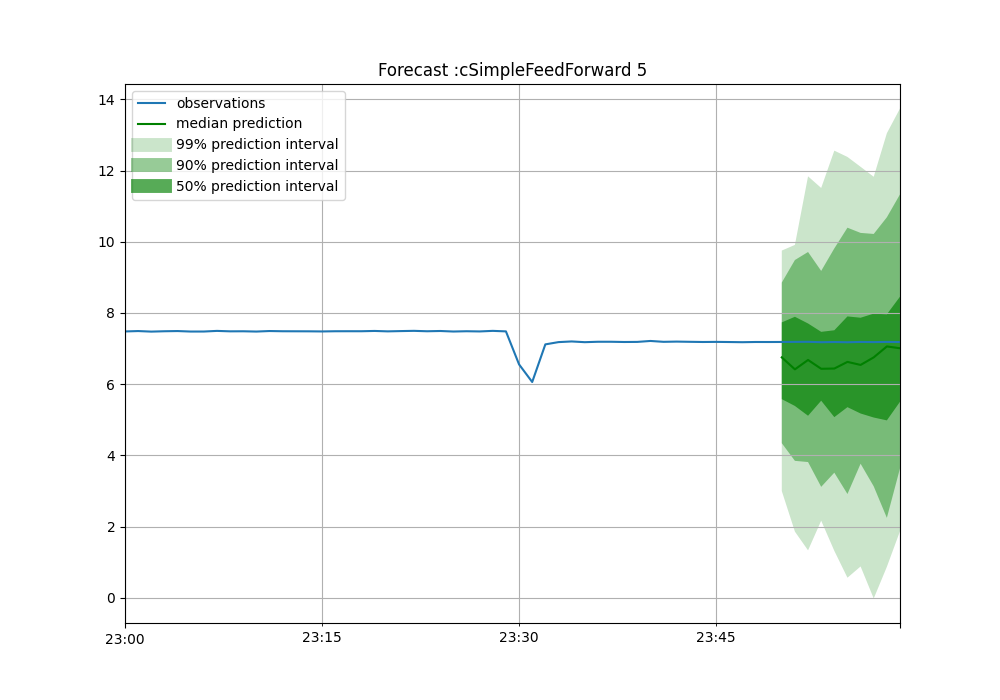 Forecast :cSimpleFeedForward 5
14
12
10
8
6
4
2
0
observations
median prediction
99% prediction interval
90% prediction interval
50% prediction interval
23:00
23:15
23:30
23:45